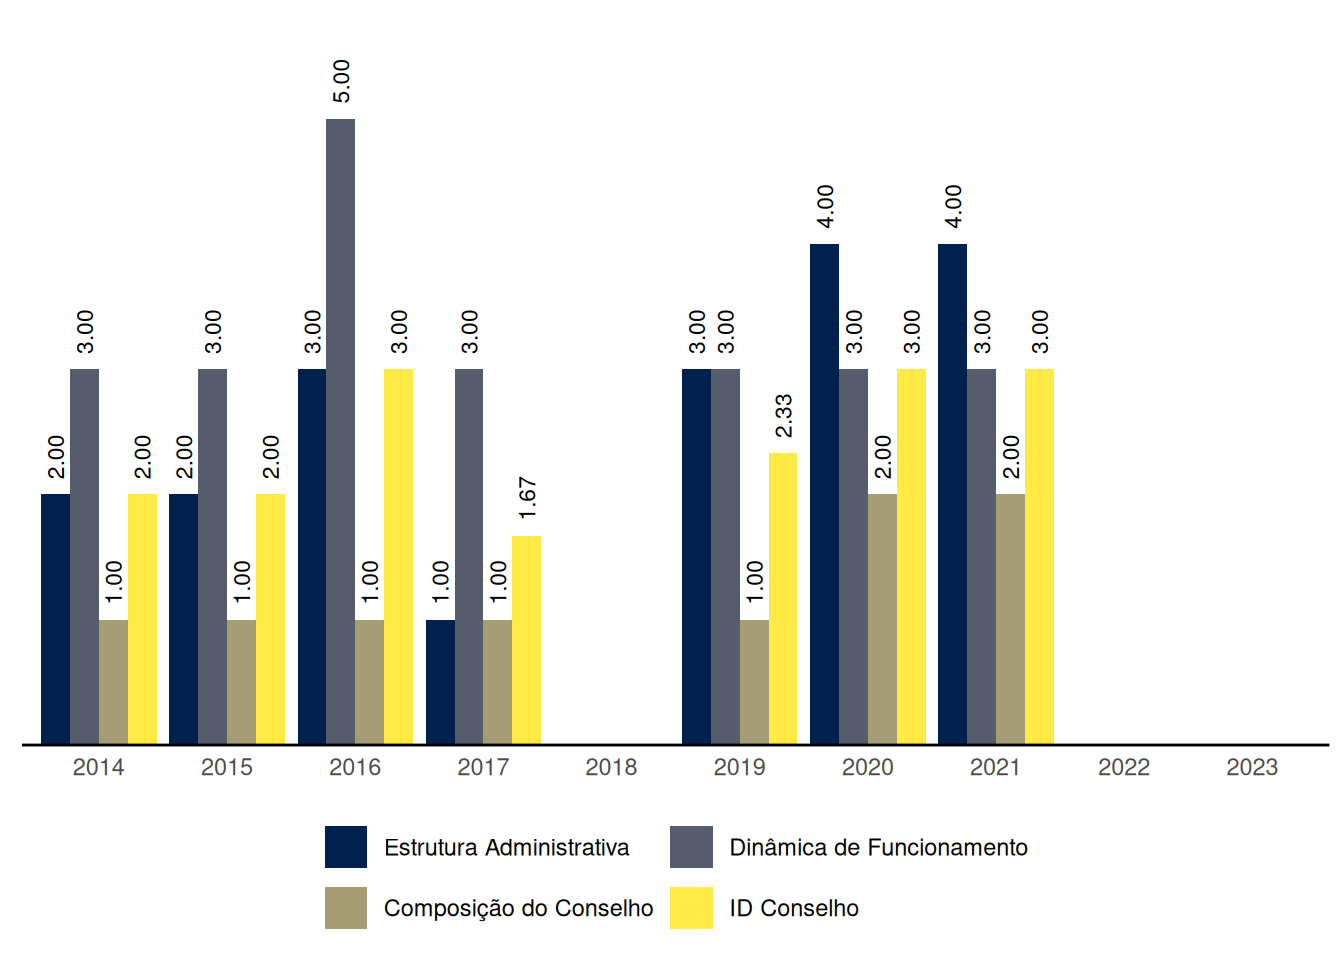 5.00
4.00 4.00
3.00 3.00 3.00 3.00 3.00 3.00 3.00 3.00 3.00 3.00 3.00
2.33
2.00 2.00 2.00 2.00 2.00 2.00
1.67
1.00 1.00 1.00 1.00 1.00 1.00
2014 2015 2016 2017 2018 2019 2020 2021 2022 2023
Estrutura Administrativa Dinâmica de Funcionamento
Composição do Conselho ID Conselho